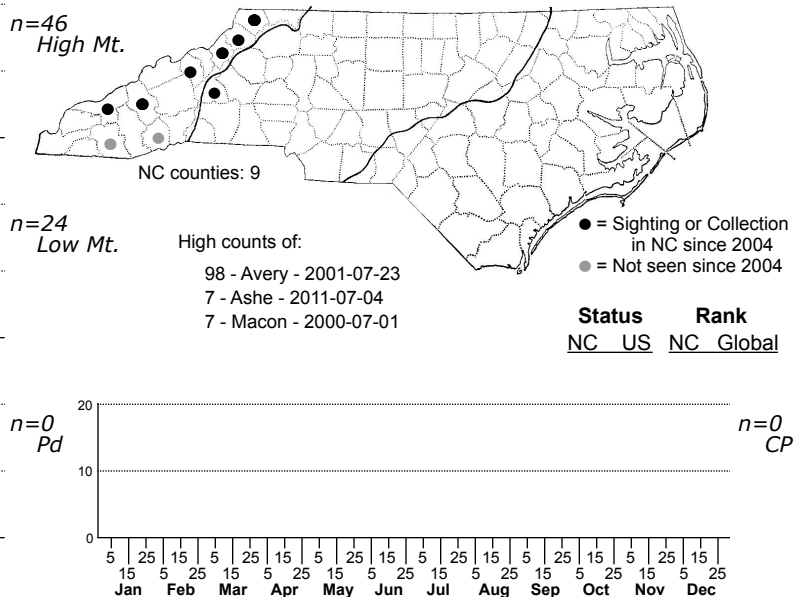 n=46
High Mt.
NC counties: 9
n=24
Low Mt.
High counts of:
98 - Avery - 2001-07-23
7 - Ashe - 2011-07-04
7 - Macon - 2000-07-01
= Sighting or Collection
in NC since 2004
= Not seen since 2004
Status Rank
NC US NC Global
n=0
Pd
n=0
CP
20
10
0
5 15 25 5 15 25 5 15 25 5 15 25 5 15 25 5 15 25
15 5 25 15 5 25 15 5 25 15 5 25 15 5 25 15 5 25
Jan Feb Mar Apr May Jun Jul Aug Sep Oct Nov Dec